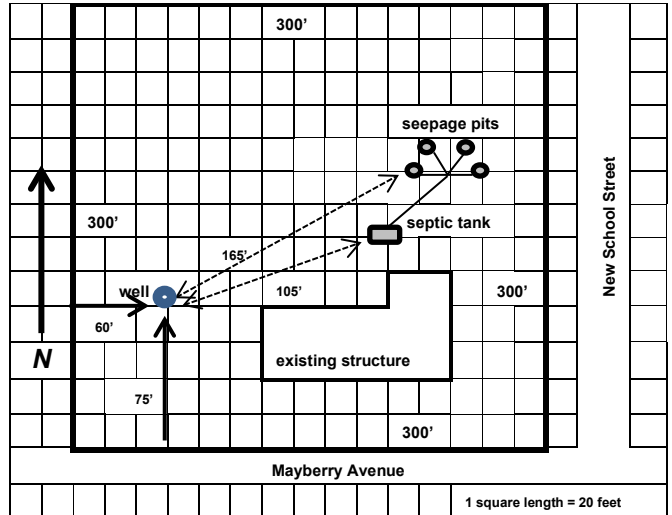 300’
seepage pits
300’
septic tank
165’
well
105’
300’
60’
existing structure
N
75’
300’
New School Street
Mayberry Avenue
1 square length = 20 feet